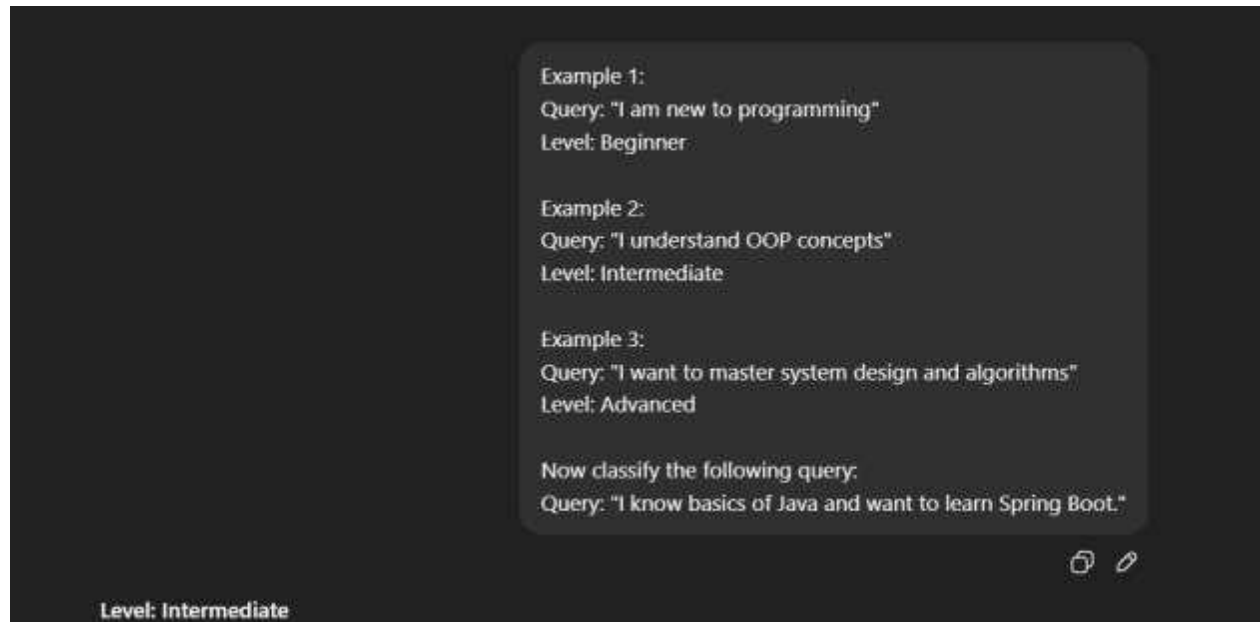 Example 1:
Query: "I am new to programming"
Level: Beginner
Example 2:
Query: "I understand OOP concepts"
Level: Intermediate
Example 3:
Query: "I want to master system design and algorithms"
Level: Advanced
Now classify the following query:
Query: "I know basics of Java and want to learn Spring Boot."
Level: Intermediate